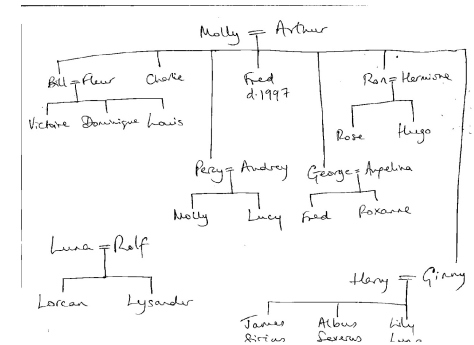 Molly = Arthur
Bill = Fleur Charlie Fred Ron = Hermione
d. 1997
Victoire Dominique Louis
Rose Hugo
Percy = Audrey George = Angelina
Molly Lucy Fred Roxanne
Luna = Rolf
Lorcan Lysander
Harry = Ginny
James Albus Lily
Sirius Severus Luna